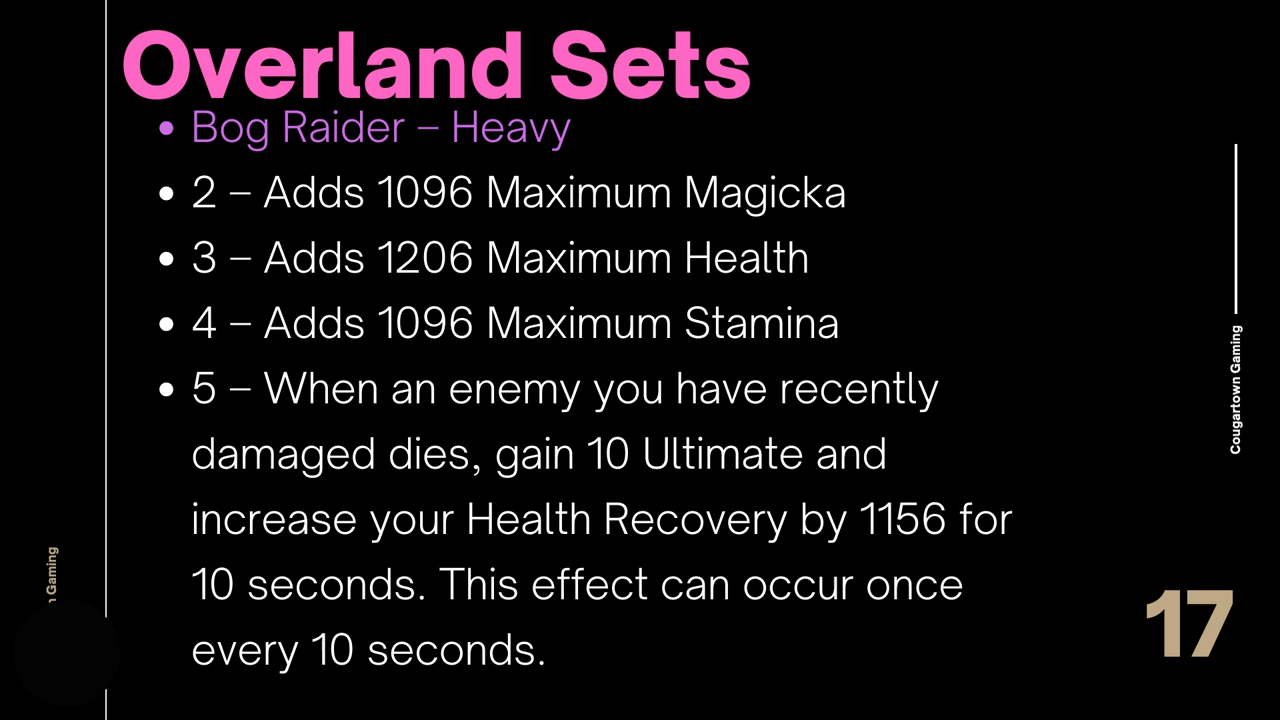 Overland Sets
• Bog Raider – Heavy
• 2 – Adds 1096 Maximum Magicka
• 3 – Adds 1206 Maximum Health
• 4 – Adds 1096 Maximum Stamina
• 5 – When an enemy you have recently
damaged dies, gain 10 Ultimate and
increase your Health Recovery by 1156 for
10 seconds. This effect can occur once
every 10 seconds.
Cougartown Gaming
Gaming
17